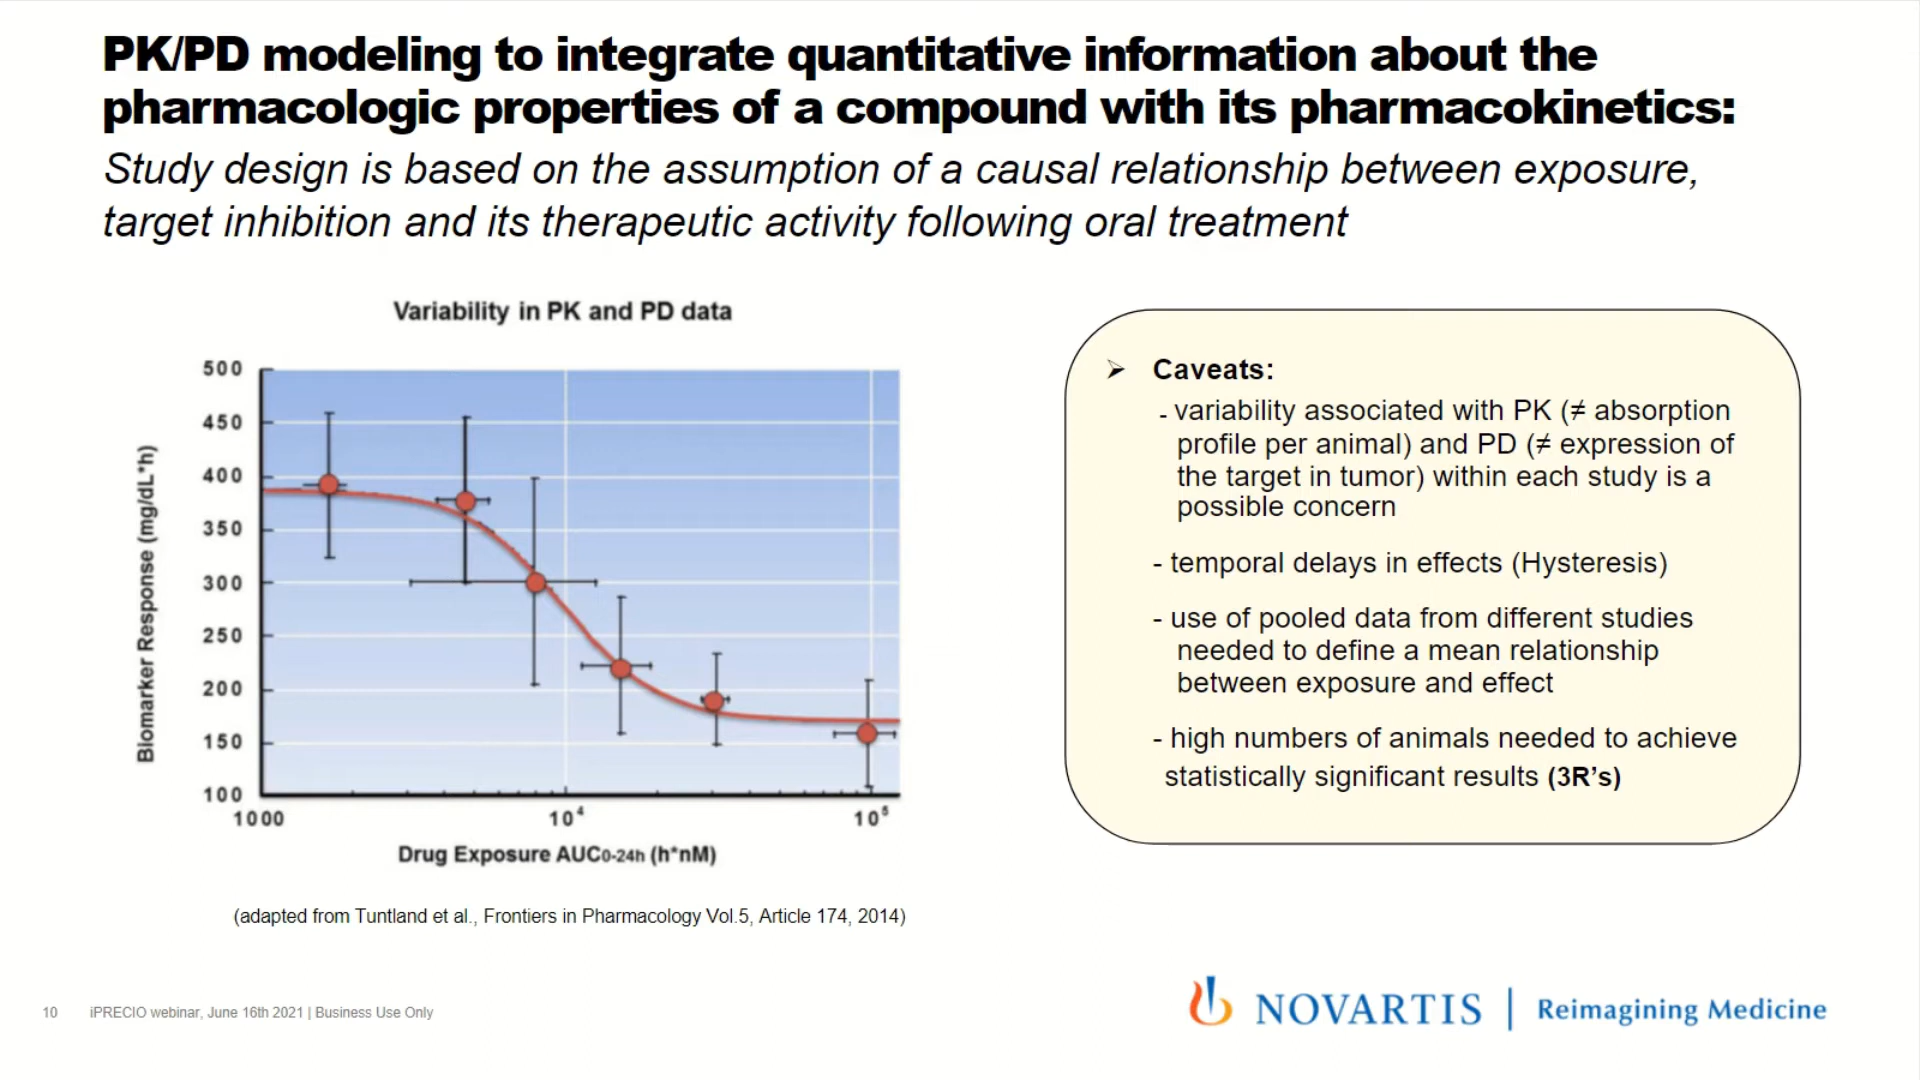 PK/PD modeling to integrate quantitative information about the
pharmacologic properties of a compound with its pharmacokinetics:
Study design is based on the assumption of a causal relationship between exposure,
target inhibition and its therapeutic activity following oral treatment
Variability in PK and PD data
500
450
400
350
300
250
200
150
100
Biomarker Response (mg/dL*h)
1000
10⁴
10⁵
Drug Exposure AUC0-24h (h*nM)
(adapted from Tuntland et al., Frontiers in Pharmacology Vol.5, Article 174, 2014)
➢ Caveats:
- variability associated with PK (≠ absorption
profile per animal) and PD (≠ expression of
the target in tumor) within each study is a
possible concern
- temporal delays in effects (Hysteresis)
- use of pooled data from different studies
needed to define a mean relationship
between exposure and effect
- high numbers of animals needed to achieve
statistically significant results (3R’s)
10 iPRECIO webinar, June 16th 2021 | Business Use Only
NOVARTIS | Reimagining Medicine